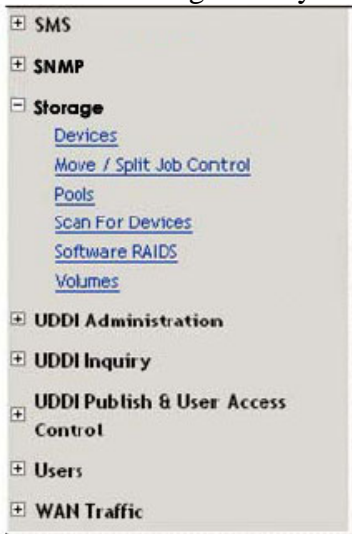 SMS
SNMP
Storage
Devices
Move / Split Job Control
Pools
Scan For Devices
Software RAIDS
Volumes
UDDI Administration
UDDI Inquiry
UDDI Publish & User Access
Control
Users
WAN Traffic